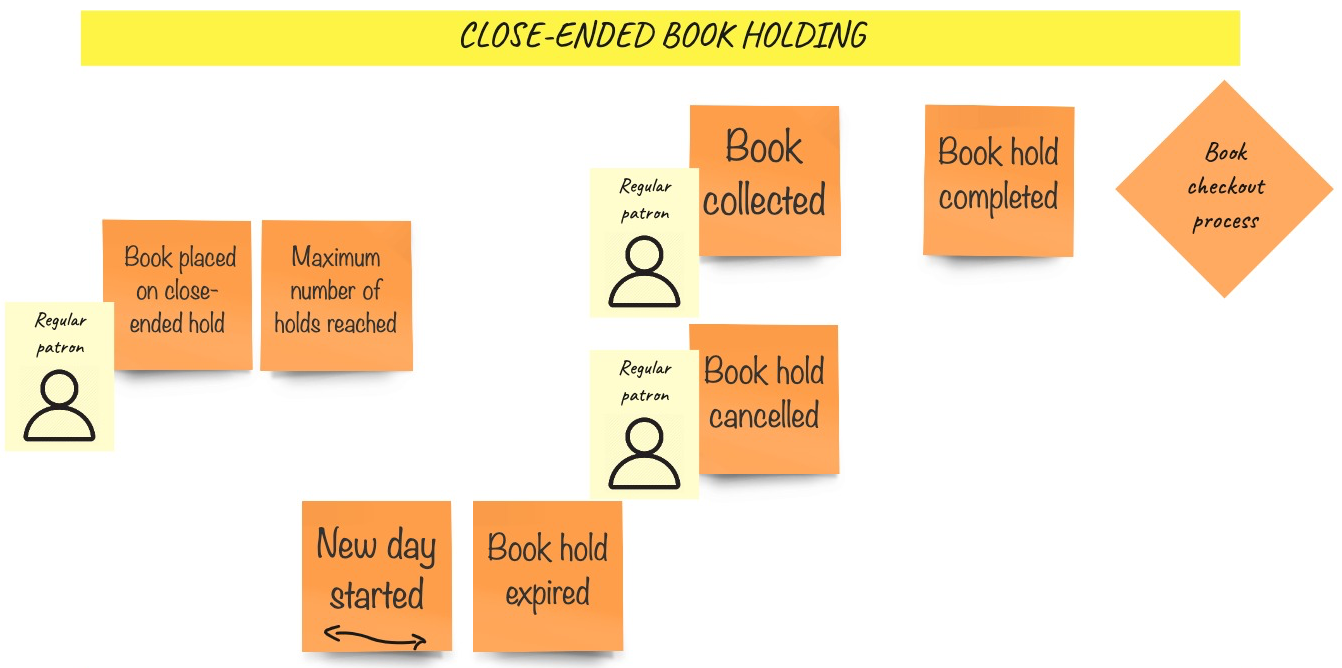 CLOSE-ENDED BOOK HOLDING
Book
collected
Book hold
completed
Book
checkout
process
Regular
patron
Book placed
on close-
ended hold
Maximum
number of
holds reached
Regular
patron
Book hold
cancelled
Regular
patron
New day
started
Book hold
expired